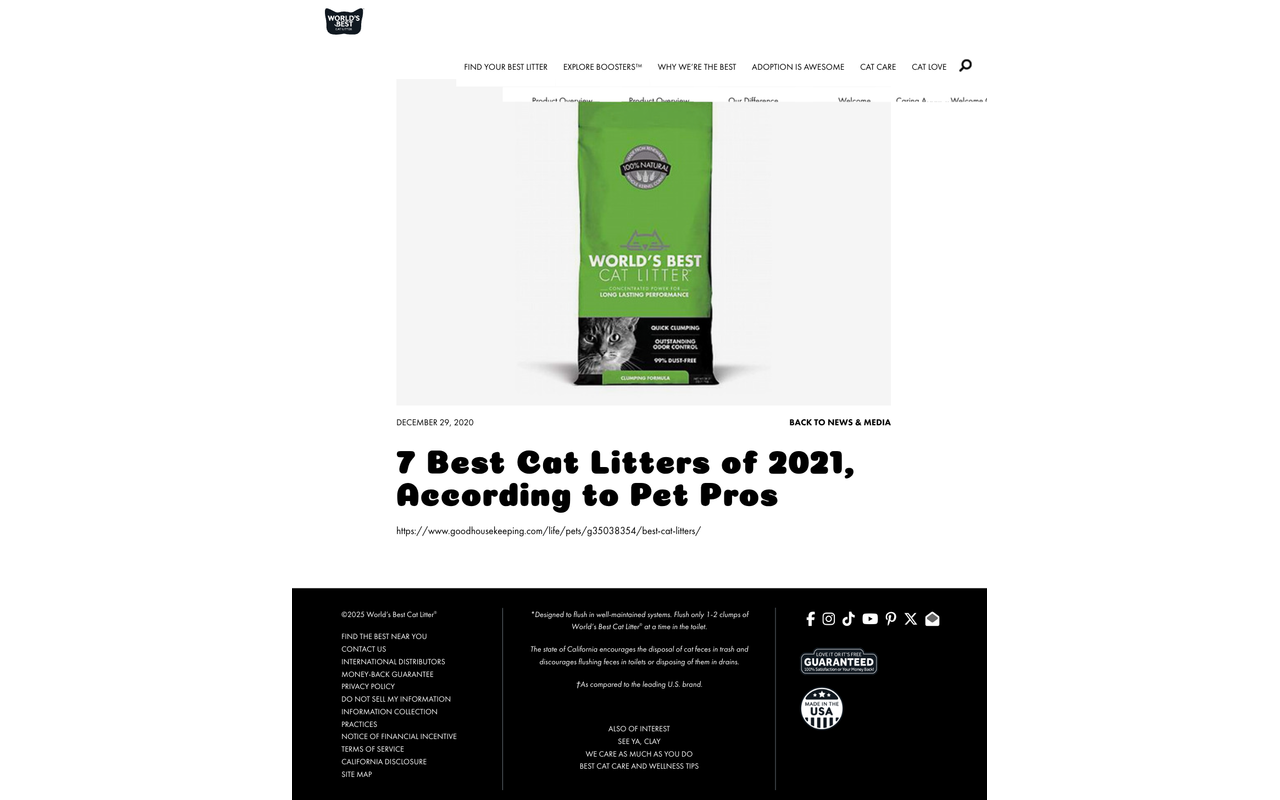 WORLD'S
BEST
CAT LITTER
FIND YOUR BEST LITTER EXPLORE BOOSTERS™ WHY WE'RE THE BEST ADOPTION IS AWESOME CAT CARE CAT LOVE
Product Overview Product Overview Our Difference Welcome Caring A Welcome
100% NATURAL
WORLD'S BEST
CAT LITTER™
CONCENTRATED POWER FOR
LONG LASTING PERFORMANCE
QUICK CLUMPING
OUTSTANDING
ODOR CONTROL
99% DUST-FREE
CLUMPING FORMULA
DECEMBER 29, 2020 BACK TO NEWS & MEDIA
7 Best Cat Litters of 2021,
According to Pet Pros
https://www.goodhousekeeping.com/life/pets/g35038354/best-cat-litters/
©2025 World's Best Cat Litter®
FIND THE BEST NEAR YOU
CONTACT US
INTERNATIONAL DISTRIBUTORS
MONEY-BACK GUARANTEE
PRIVACY POLICY
DO NOT SELL MY INFORMATION
INFORMATION COLLECTION
PRACTICES
NOTICE OF FINANCIAL INCENTIVE
TERMS OF SERVICE
CALIFORNIA DISCLOSURE
SITE MAP
*Designed to flush in well-maintained systems. Flush only 1-2 clumps of
World's Best Cat Litter® at a time in the toilet.
The state of California encourages the disposal of cat feces in trash and
discourages flushing feces in toilets or disposing of them in drains.
†As compared to the leading U.S. brand.
ALSO OF INTEREST
SEE YA, CLAY
WE CARE AS MUCH AS YOU DO
BEST CAT CARE AND WELLNESS TIPS
LOVE IT OR IT'S FREE
GUARANTEED
100% Satisfaction or Your Money Back!
MADE IN THE
USA